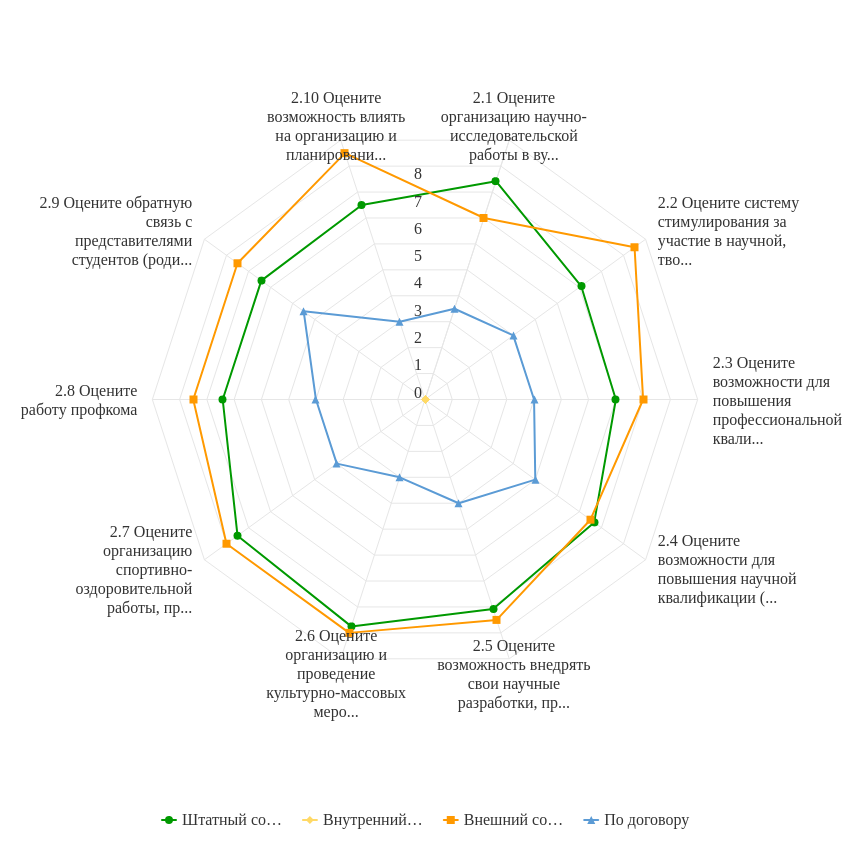 2.10 Оцените
возможность влиять
на организацию и
планировани...
2.1 Оцените
организацию научно-
исследовательской
работы в ву...
2.9 Оцените обратную
связь с
представителями
студентов (роди...
2.2 Оцените систему
стимулирования за
участие в научной,
тво...
8
7
6
5
4
3
2
1
0
2.8 Оцените
работу профкома
2.3 Оцените
возможности для
повышения
профессиональной
квали...
2.7 Оцените
организацию
спортивно-
оздоровительной
работы, пр...
2.4 Оцените
возможности для
повышения научной
квалификации (...
2.6 Оцените
организацию и
проведение
культурно-массовых
меро...
2.5 Оцените
возможность внедрять
свои научные
разработки, пр...
Штатный со…
Внутренний…
Внешний со…
По договору